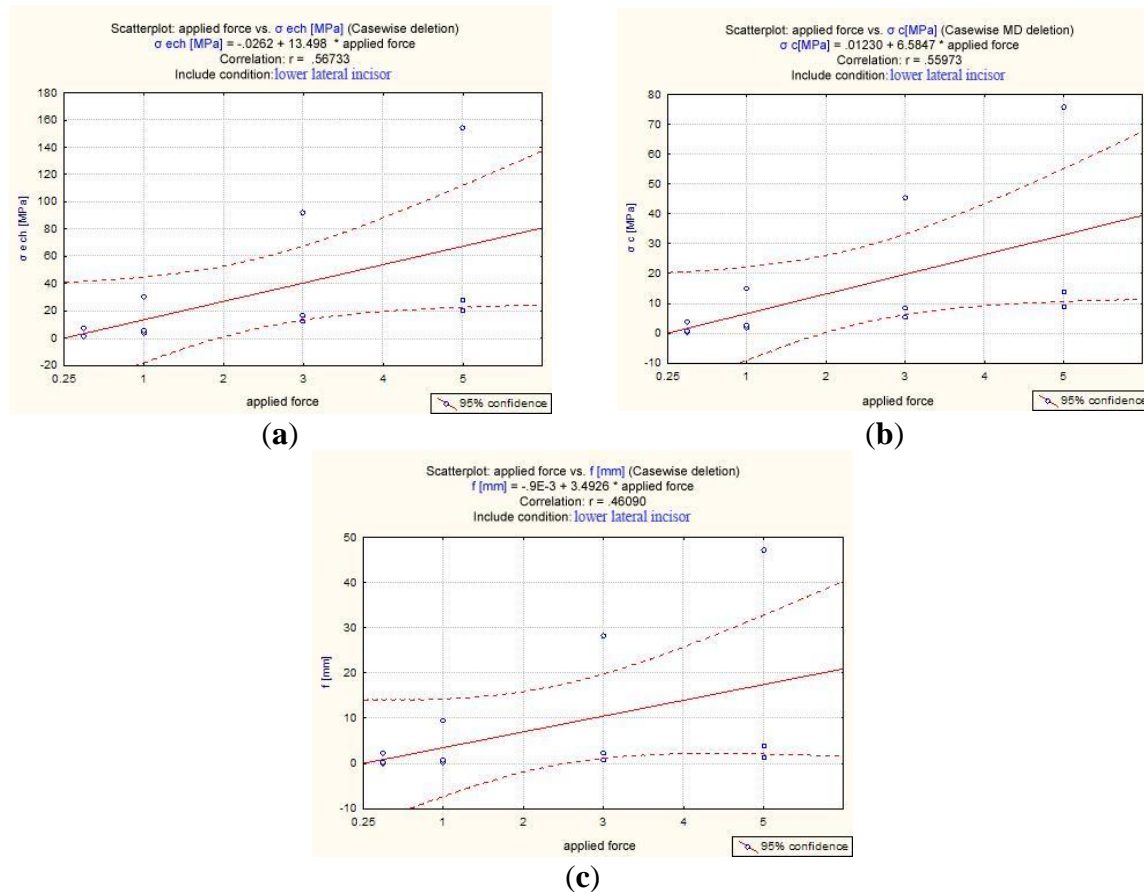 Scatterplot: applied force vs. σ ech [MPa] (Casewise deletion)
σ ech [MPa] = -.0262 + 13.498 * applied force
Correlation: r = .56733
Include condition: lower lateral incisor
180
160
140
120
100
80
60
40
20
0
-20
σ ech [MPa]
0.25 1 2 3 4 5
applied force
95% confidence
(a)
Scatterplot: applied force vs. σ c[MPa] (Casewise MD deletion)
σ c[MPa] = .01230 + 6.5847 * applied force
Correlation: r = .55973
Include condition: lower lateral incisor
80
70
60
50
40
30
20
10
0
-10
σ c [MPa]
0.25 1 2 3 4 5
applied force
95% confidence
(b)
Scatterplot: applied force vs. f [mm] (Casewise deletion)
f [mm] = -.9E-3 + 3.4926 * applied force
Correlation: r = .46090
Include condition: lower lateral incisor
50
40
30
20
10
0
-10
f [mm]
0.25 1 2 3 4 5
applied force
95% confidence
(c)